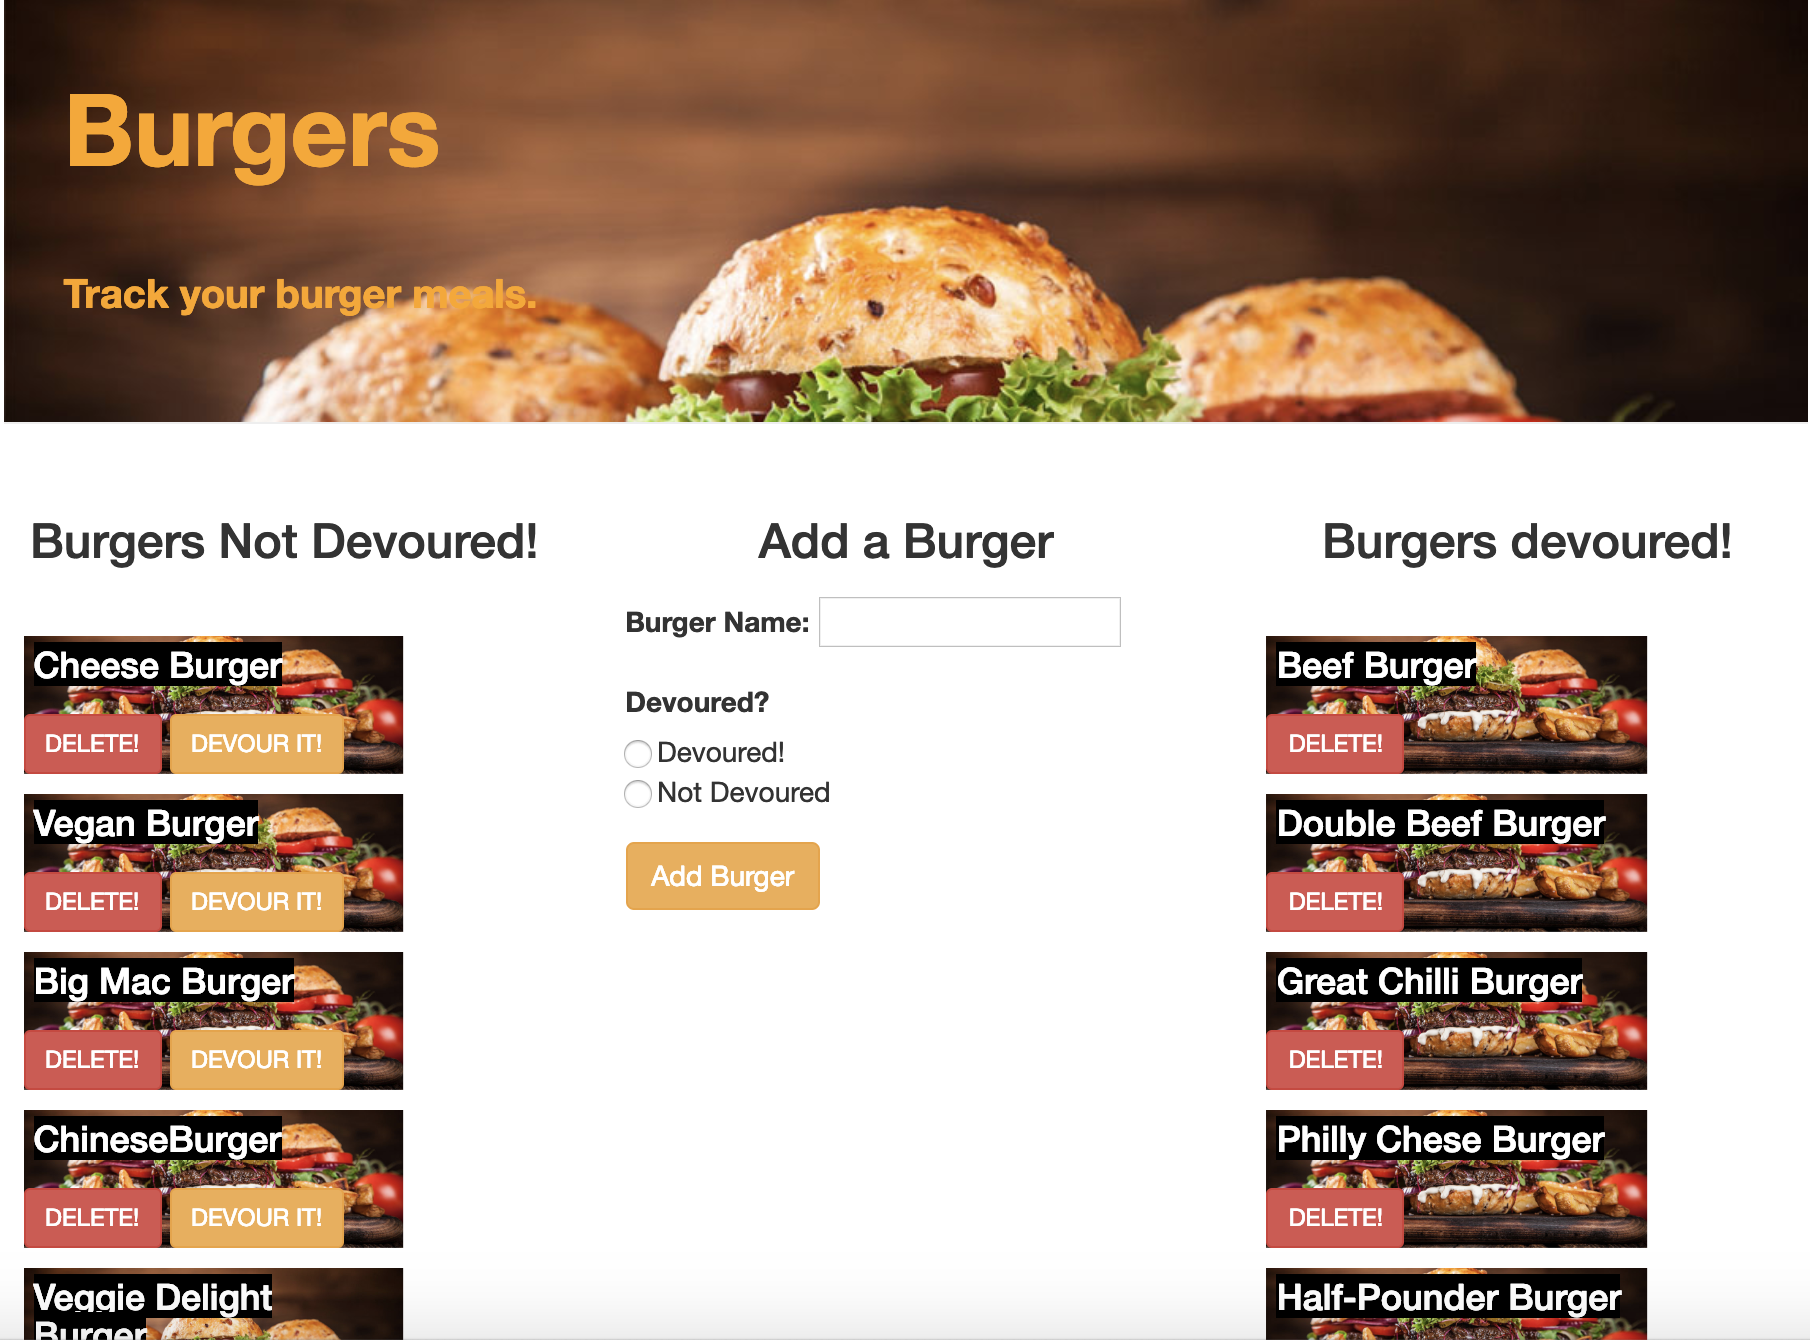 Burgers
Track your burger meals.
Burgers Not Devoured!
Cheese Burger
DELETE! DEVOUR IT!
Vegan Burger
DELETE! DEVOUR IT!
Big Mac Burger
DELETE! DEVOUR IT!
ChineseBurger
DELETE! DEVOUR IT!
Veggie Delight
Burger
Add a Burger
Burger Name:
Devoured?
Devoured!
Not Devoured
Add Burger
Burgers devoured!
Beef Burger
DELETE!
Double Beef Burger
DELETE!
Great Chilli Burger
DELETE!
Philly Chese Burger
DELETE!
Half-Pounder Burger